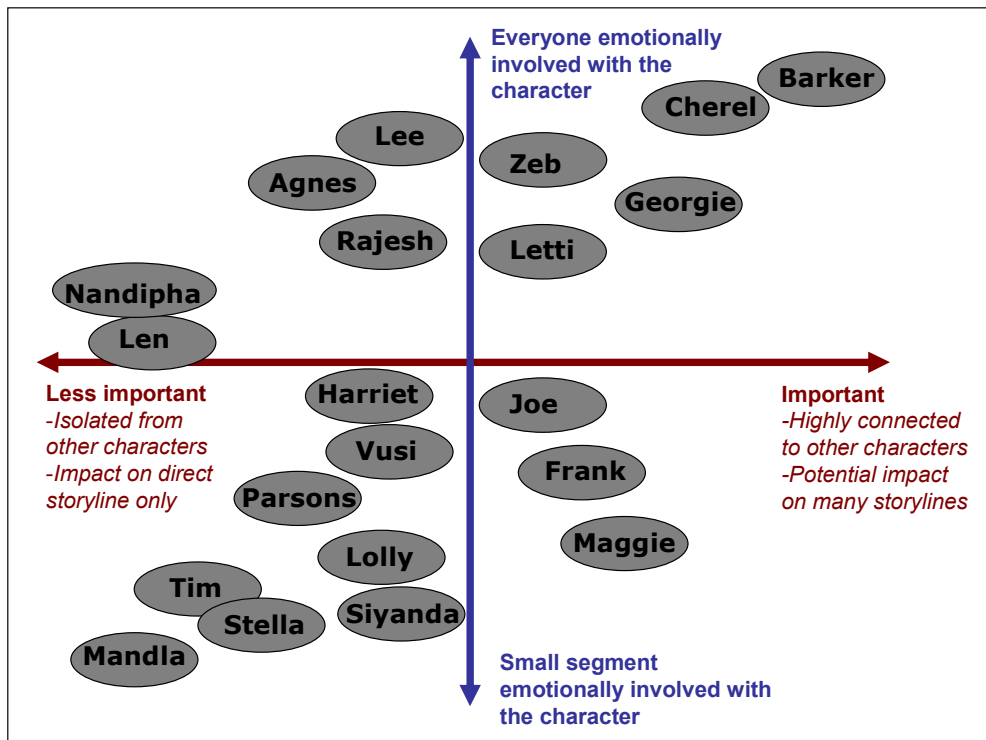 Everyone emotionally
involved with the
character
Barker
Cherel
Lee
Zeb
Agnes
Georgie
Rajesh
Letti
Nandipha
Len
Less important
-Isolated from
other characters
-Impact on direct
storyline only
Important
-Highly connected
to other characters
-Potential impact
on many storylines
Harriet
Joe
Vusi
Frank
Parsons
Maggie
Lolly
Tim
Siyanda
Stella
Mandla
Small segment
emotionally involved with
the character